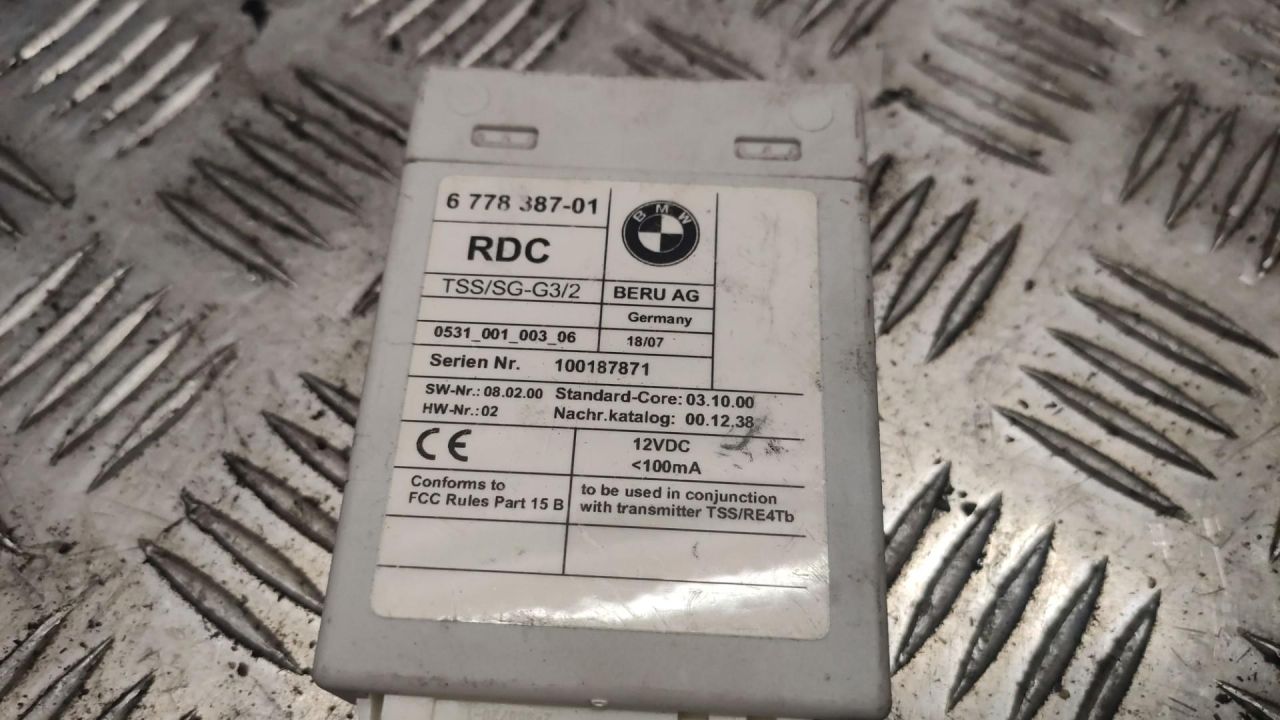 6 778 387-01
BMW
RDC
TSS/SG-G3/2
BERU AG
Germany
0531_001_003_06
18/07
Serien Nr. 100187871
SW-Nr.: 08.02.00 Standard-Core: 03.10.00
HW-Nr.: 02 Nachr.katalog: 00.12.38
CE
12VDC
<100mA
Conforms to
FCC Rules Part 15 B
to be used in conjunction
with transmitter TSS/RE4Tb